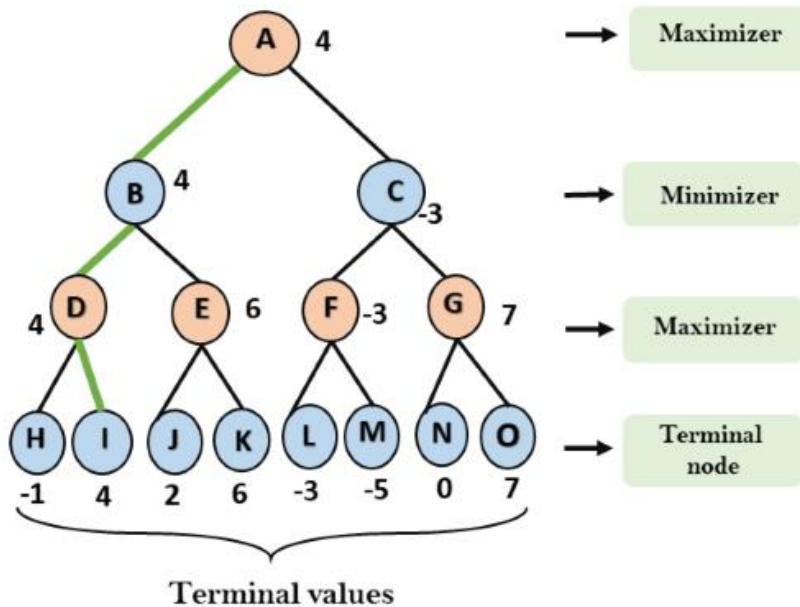 A 4 Maximizer
B 4 C -3 Minimizer
D 4 E 6 F -3 G 7 Maximizer
H I J K L M N O Terminal
node
-1 4 2 6 -3 -5 0 7
Terminal values